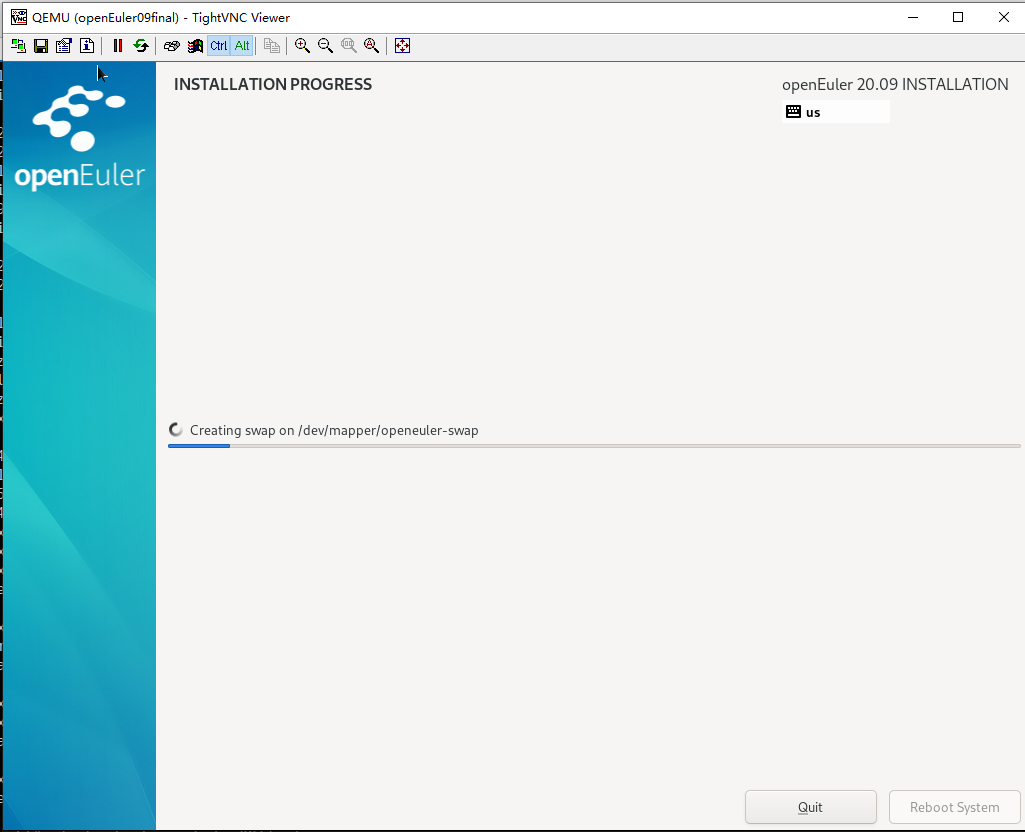 QEMU (openEuler09final) - TightVNC Viewer
Ctrl Alt
INSTALLATION PROGRESS
openEuler 20.09 INSTALLATION
us
openEuler
Creating swap on /dev/mapper/openeuler-swap
Quit
Reboot System